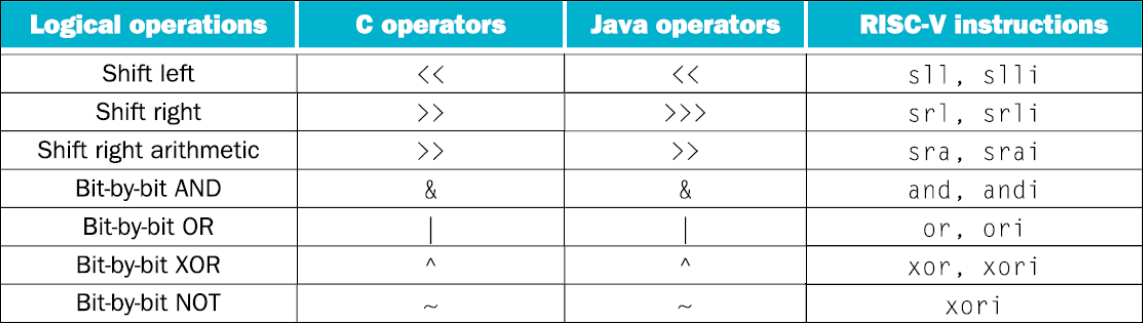 Logical operations C operators Java operators RISC-V instructions
Shift left << << sll, slli
Shift right >> >>> srl, srli
Shift right arithmetic >> >> sra, srai
Bit-by-bit AND & & and, andi
Bit-by-bit OR | | or, ori
Bit-by-bit XOR ^ ^ xor, xori
Bit-by-bit NOT ~ ~ xori